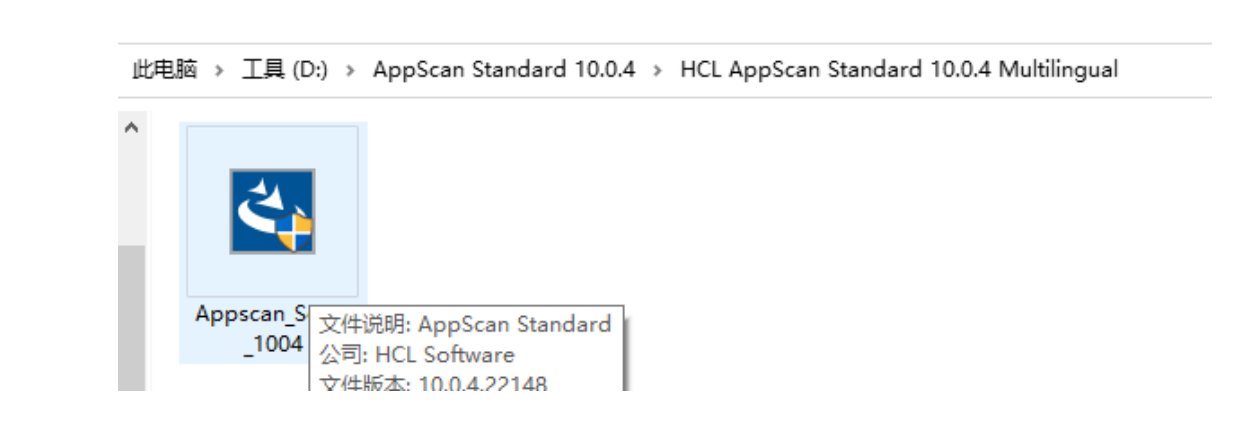 此电脑 › 工具 (D:) › AppScan Standard 10.0.4 › HCL AppScan Standard 10.0.4 Multilingual
Appscan_S
_1004
文件说明: AppScan Standard
公司: HCL Software
文件版本: 10.0.4.22148